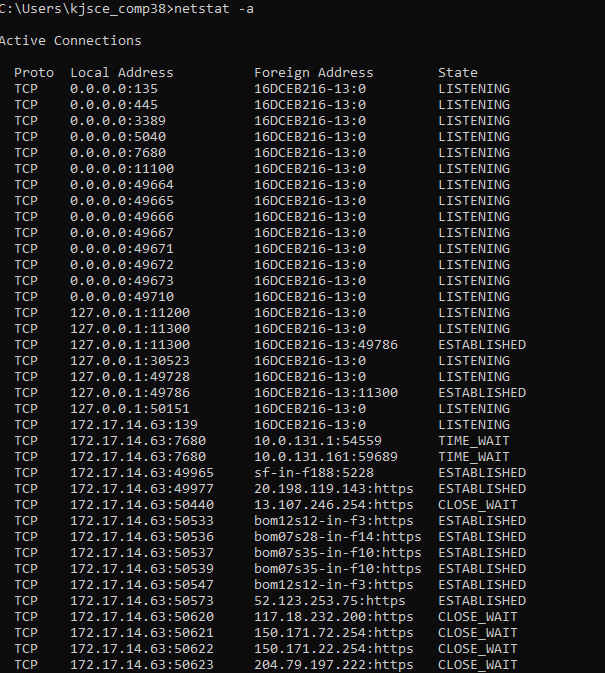 C:\Users\kjsce_comp38>netstat -a
Active Connections
Proto Local Address Foreign Address State
TCP 0.0.0.0:135 16DCEB216-13:0 LISTENING
TCP 0.0.0.0:445 16DCEB216-13:0 LISTENING
TCP 0.0.0.0:3389 16DCEB216-13:0 LISTENING
TCP 0.0.0.0:5040 16DCEB216-13:0 LISTENING
TCP 0.0.0.0:7680 16DCEB216-13:0 LISTENING
TCP 0.0.0.0:11100 16DCEB216-13:0 LISTENING
TCP 0.0.0.0:49664 16DCEB216-13:0 LISTENING
TCP 0.0.0.0:49665 16DCEB216-13:0 LISTENING
TCP 0.0.0.0:49666 16DCEB216-13:0 LISTENING
TCP 0.0.0.0:49667 16DCEB216-13:0 LISTENING
TCP 0.0.0.0:49671 16DCEB216-13:0 LISTENING
TCP 0.0.0.0:49672 16DCEB216-13:0 LISTENING
TCP 0.0.0.0:49673 16DCEB216-13:0 LISTENING
TCP 0.0.0.0:49710 16DCEB216-13:0 LISTENING
TCP 127.0.0.1:11200 16DCEB216-13:0 LISTENING
TCP 127.0.0.1:11300 16DCEB216-13:0 LISTENING
TCP 127.0.0.1:11300 16DCEB216-13:49786 ESTABLISHED
TCP 127.0.0.1:30523 16DCEB216-13:0 LISTENING
TCP 127.0.0.1:49728 16DCEB216-13:0 LISTENING
TCP 127.0.0.1:49786 16DCEB216-13:11300 ESTABLISHED
TCP 127.0.0.1:50151 16DCEB216-13:0 LISTENING
TCP 172.17.14.63:139 16DCEB216-13:0 LISTENING
TCP 172.17.14.63:7680 10.0.131.1:54559 TIME_WAIT
TCP 172.17.14.63:7680 10.0.131.161:59689 TIME_WAIT
TCP 172.17.14.63:49965 sf-in-f188:5228 ESTABLISHED
TCP 172.17.14.63:49977 20.198.119.143:https ESTABLISHED
TCP 172.17.14.63:50440 13.107.246.254:https CLOSE_WAIT
TCP 172.17.14.63:50533 bom12s12-in-f3:https ESTABLISHED
TCP 172.17.14.63:50536 bom07s28-in-f14:https ESTABLISHED
TCP 172.17.14.63:50537 bom07s35-in-f10:https ESTABLISHED
TCP 172.17.14.63:50539 bom07s35-in-f10:https ESTABLISHED
TCP 172.17.14.63:50547 bom12s12-in-f3:https ESTABLISHED
TCP 172.17.14.63:50573 52.123.253.75:https ESTABLISHED
TCP 172.17.14.63:50620 117.18.232.200:https CLOSE_WAIT
TCP 172.17.14.63:50621 150.171.72.254:https CLOSE_WAIT
TCP 172.17.14.63:50622 150.171.22.254:https CLOSE_WAIT
TCP 172.17.14.63:50623 204.79.197.222:https CLOSE_WAIT